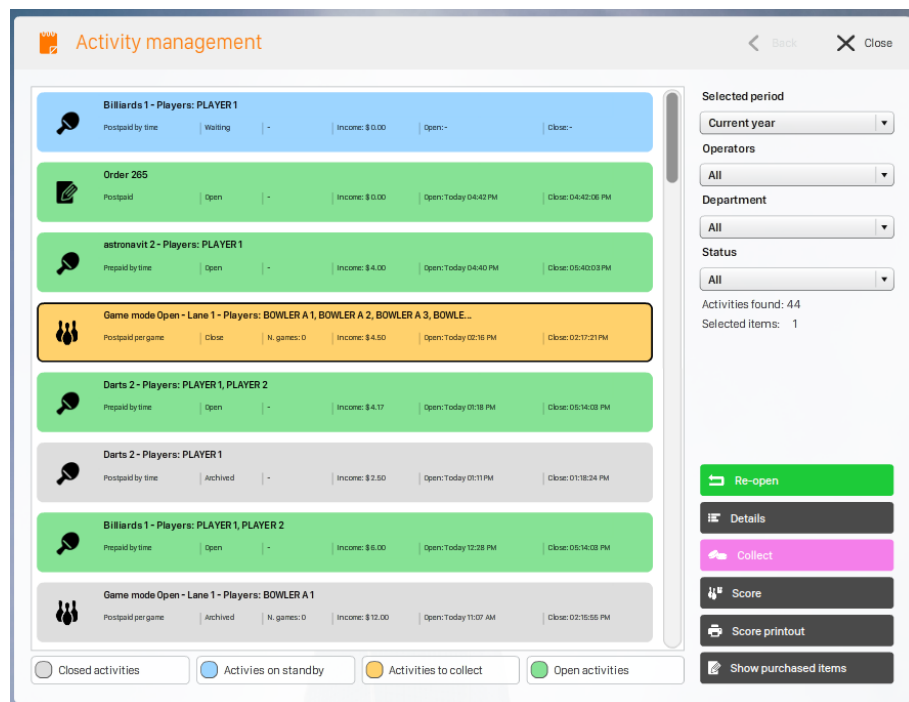 Activity management
Back
Close
Billiards 1 - Players: PLAYER 1
Postpaid by time | Waiting | - | Income: $ 0.00 | Open: - | Close: -
Order 265
Postpaid | Open | - | Income: $ 0.00 | Open: Today 04:42 PM | Close: 04:42:06 PM
astronavit 2 - Players: PLAYER 1
Prepaid by time | Open | - | Income: $ 4.00 | Open: Today 04:40 PM | Close: 05:40:03 PM
Game mode Open - Lane 1 - Players: BOWLER A 1, BOWLER A 2, BOWLER A 3, BOWLE...
Postpaid per game | Close | N. games: 0 | Income: $ 4.50 | Open: Today 02:16 PM | Close: 02:17:21 PM
Darts 2 - Players: PLAYER 1, PLAYER 2
Prepaid by time | Open | - | Income: $ 4.17 | Open: Today 01:18 PM | Close: 05:14:03 PM
Darts 2 - Players: PLAYER 1
Postpaid by time | Archived | - | Income: $ 2.50 | Open: Today 01:11 PM | Close: 01:18:24 PM
Billiards 1 - Players: PLAYER 1, PLAYER 2
Prepaid by time | Open | - | Income: $ 6.00 | Open: Today 12:28 PM | Close: 05:14:03 PM
Game mode Open - Lane 1 - Players: BOWLER A 1
Postpaid per game | Archived | N. games: 0 | Income: $ 12.00 | Open: Today 11:07 AM | Close: 02:15:55 PM
Closed activities
Activies on standby
Activities to collect
Open activities
Selected period
Current year
Operators
All
Department
All
Status
All
Activities found: 44
Selected items: 1
Re-open
Details
Collect
Score
Score printout
Show purchased items